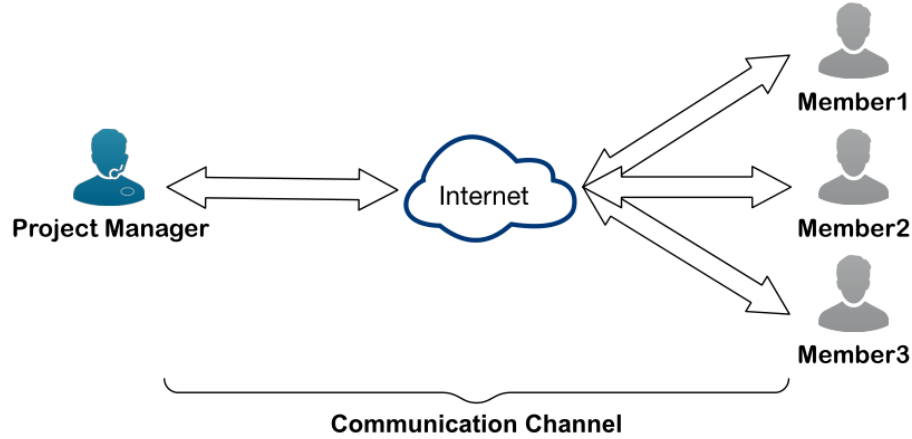 Member1
Internet
Project Manager
Member2
Member3
Communication Channel